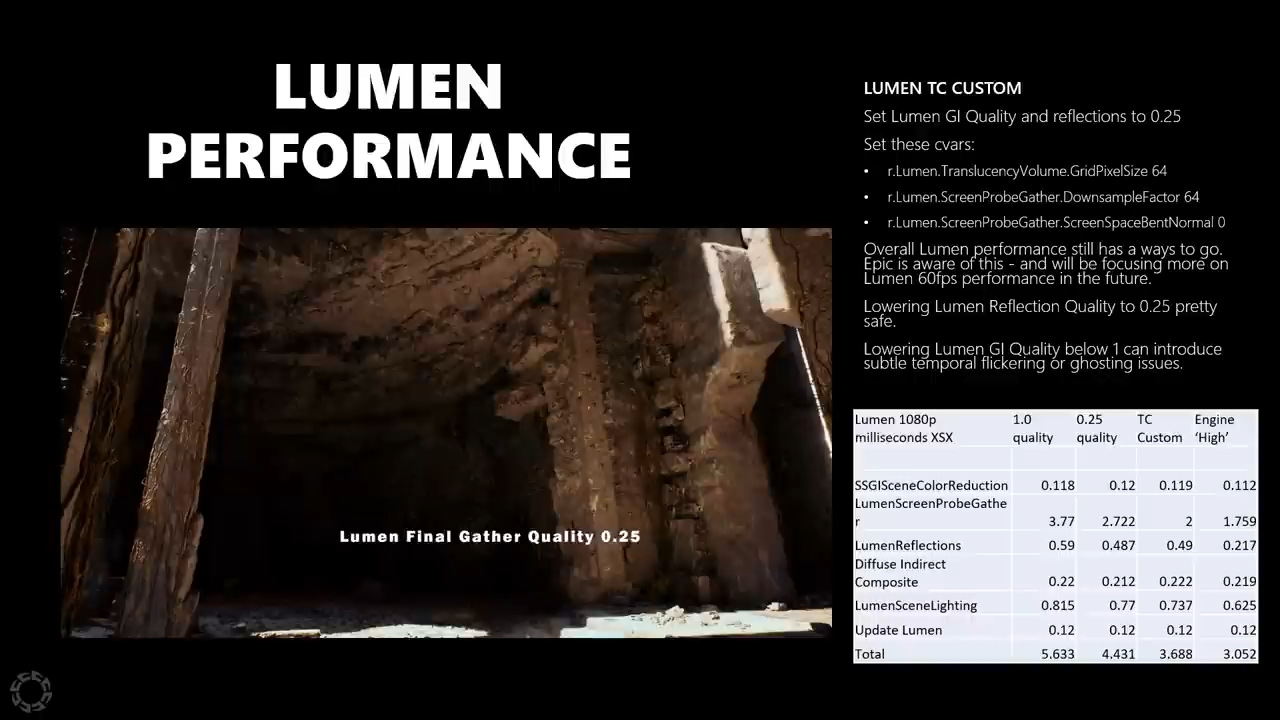 LUMEN
PERFORMANCE
Lumen Final Gather Quality 0.25
LUMEN TC CUSTOM
Set Lumen GI Quality and reflections to 0.25
Set these cvars:
• r.Lumen.TranslucencyVolume.GridPixelSize 64
• r.Lumen.ScreenProbeGather.DownsampleFactor 64
• r.Lumen.ScreenProbeGather.ScreenSpaceBentNormal 0
Overall Lumen performance still has a ways to go.
Epic is aware of this - and will be focusing more on
Lumen 60fps performance in the future.
Lowering Lumen Reflection Quality to 0.25 pretty
safe.
Lowering Lumen GI Quality below 1 can introduce
subtle temporal flickering or ghosting issues.
Lumen 1080p 1.0 0.25 TC Engine
milliseconds XSX quality quality Custom ‘High’
SSGISceneColorReduction 0.118 0.12 0.119 0.112
LumenScreenProbeGathe
r 3.77 2.722 2 1.759
LumenReflections 0.59 0.487 0.49 0.217
Diffuse Indirect
Composite 0.22 0.212 0.222 0.219
LumenSceneLighting 0.815 0.77 0.737 0.625
Update Lumen 0.12 0.12 0.12 0.12
Total 5.633 4.431 3.688 3.052